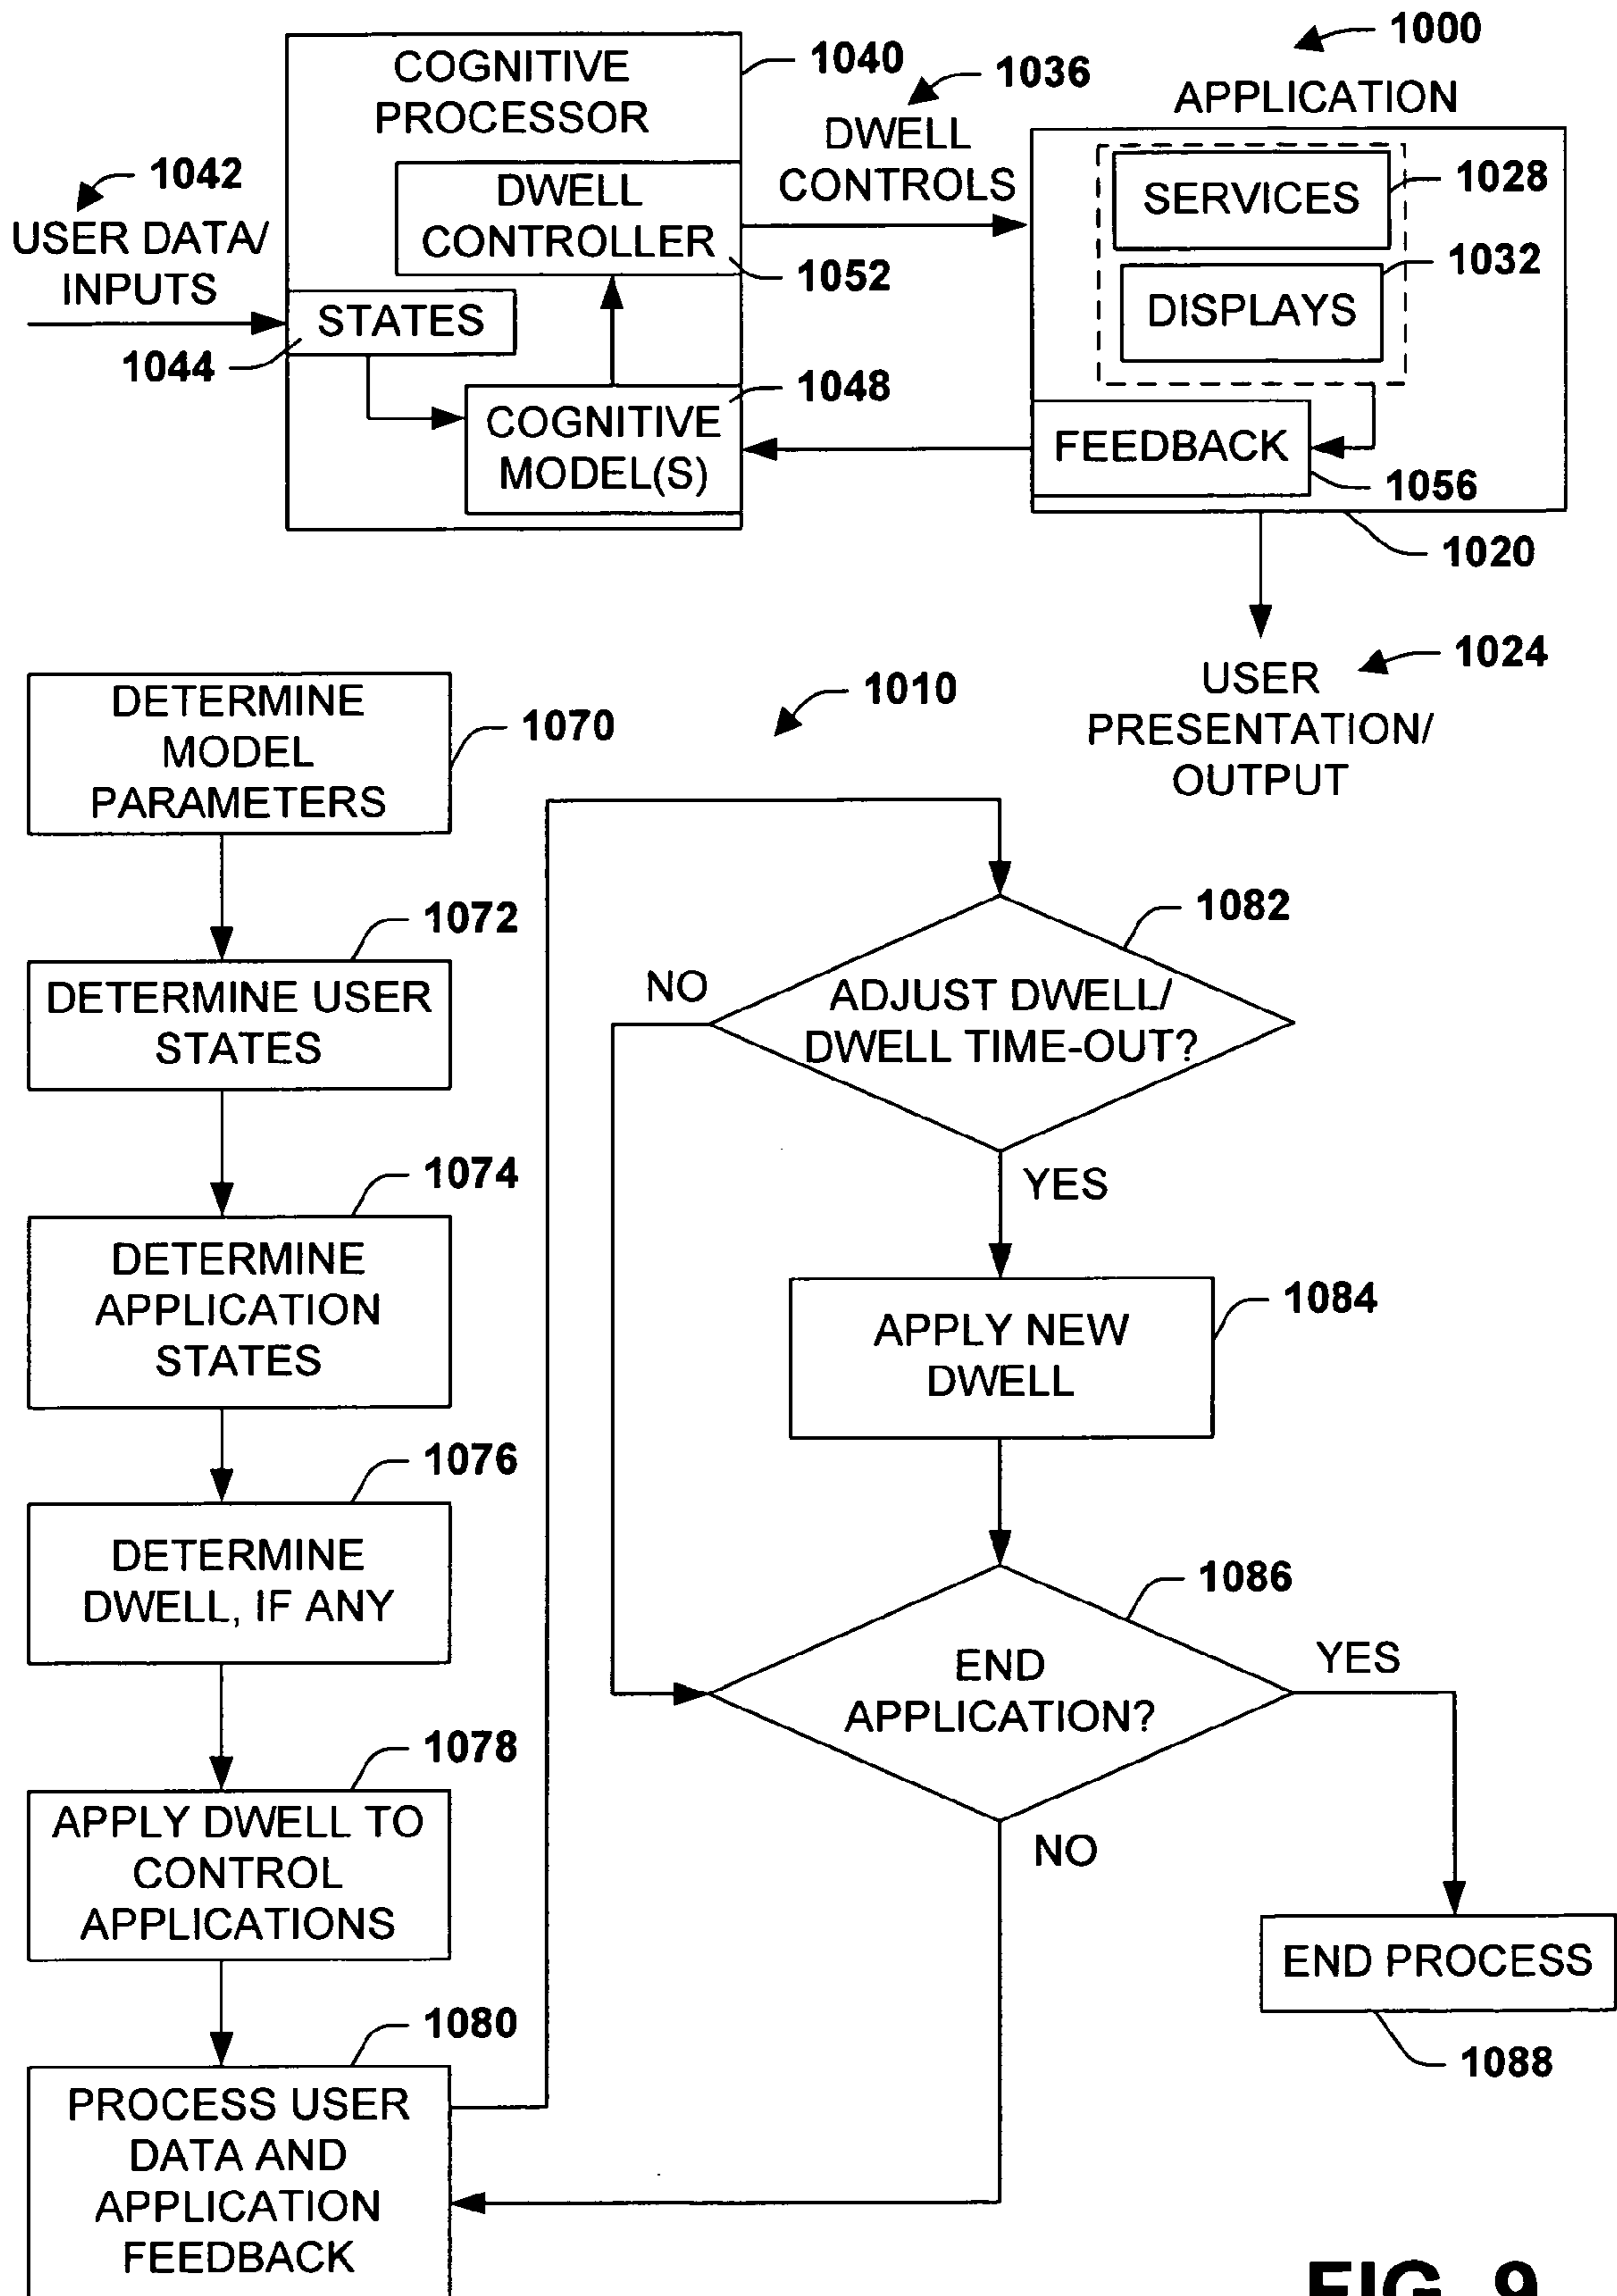 1000
COGNITIVE
PROCESSOR
1040
1036
APPLICATION
DWELL
CONTROLS
1042
USER DATA/
INPUTS
DWELL
CONTROLLER
1052
SERVICES
1028
1032
DISPLAYS
STATES
1044
1048
COGNITIVE
MODEL(S)
FEEDBACK
1056
1020
1024
USER
PRESENTATION/
OUTPUT
1010
DETERMINE
MODEL
PARAMETERS
1070
1072
DETERMINE USER
STATES
1074
DETERMINE
APPLICATION
STATES
1076
DETERMINE
DWELL, IF ANY
1078
APPLY DWELL TO
CONTROL
APPLICATIONS
1080
PROCESS USER
DATA AND
APPLICATION
FEEDBACK
1082
NO
ADJUST DWELL/
DWELL TIME-OUT?
YES
1084
APPLY NEW
DWELL
1086
END
APPLICATION?
YES
NO
END PROCESS
1088
FIG. 9